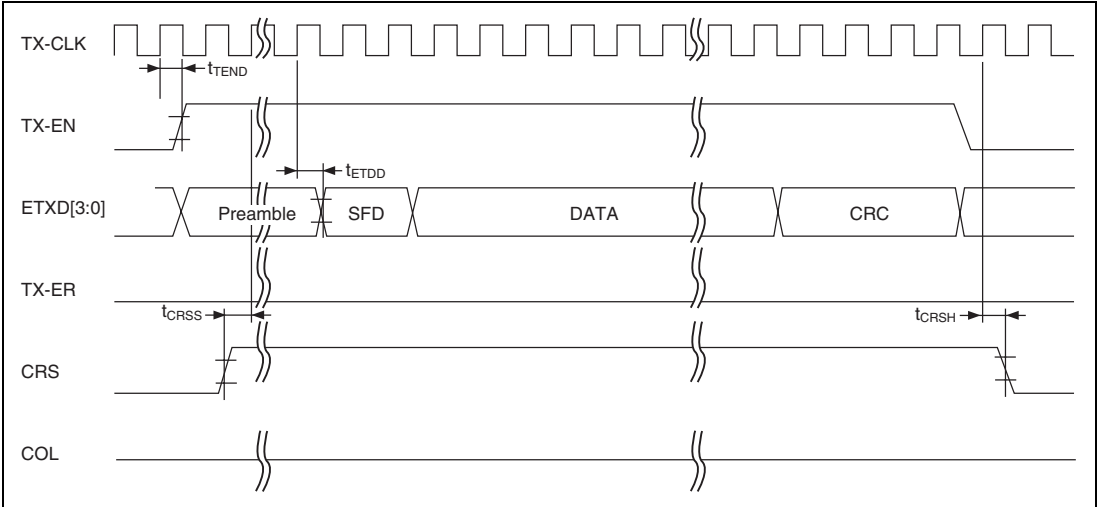 TX-CLK
tTEND
TX-EN
tETDD
ETXD[3:0]
Preamble
SFD
DATA
CRC
TX-ER
tCRSS
tCRSH
CRS
COL